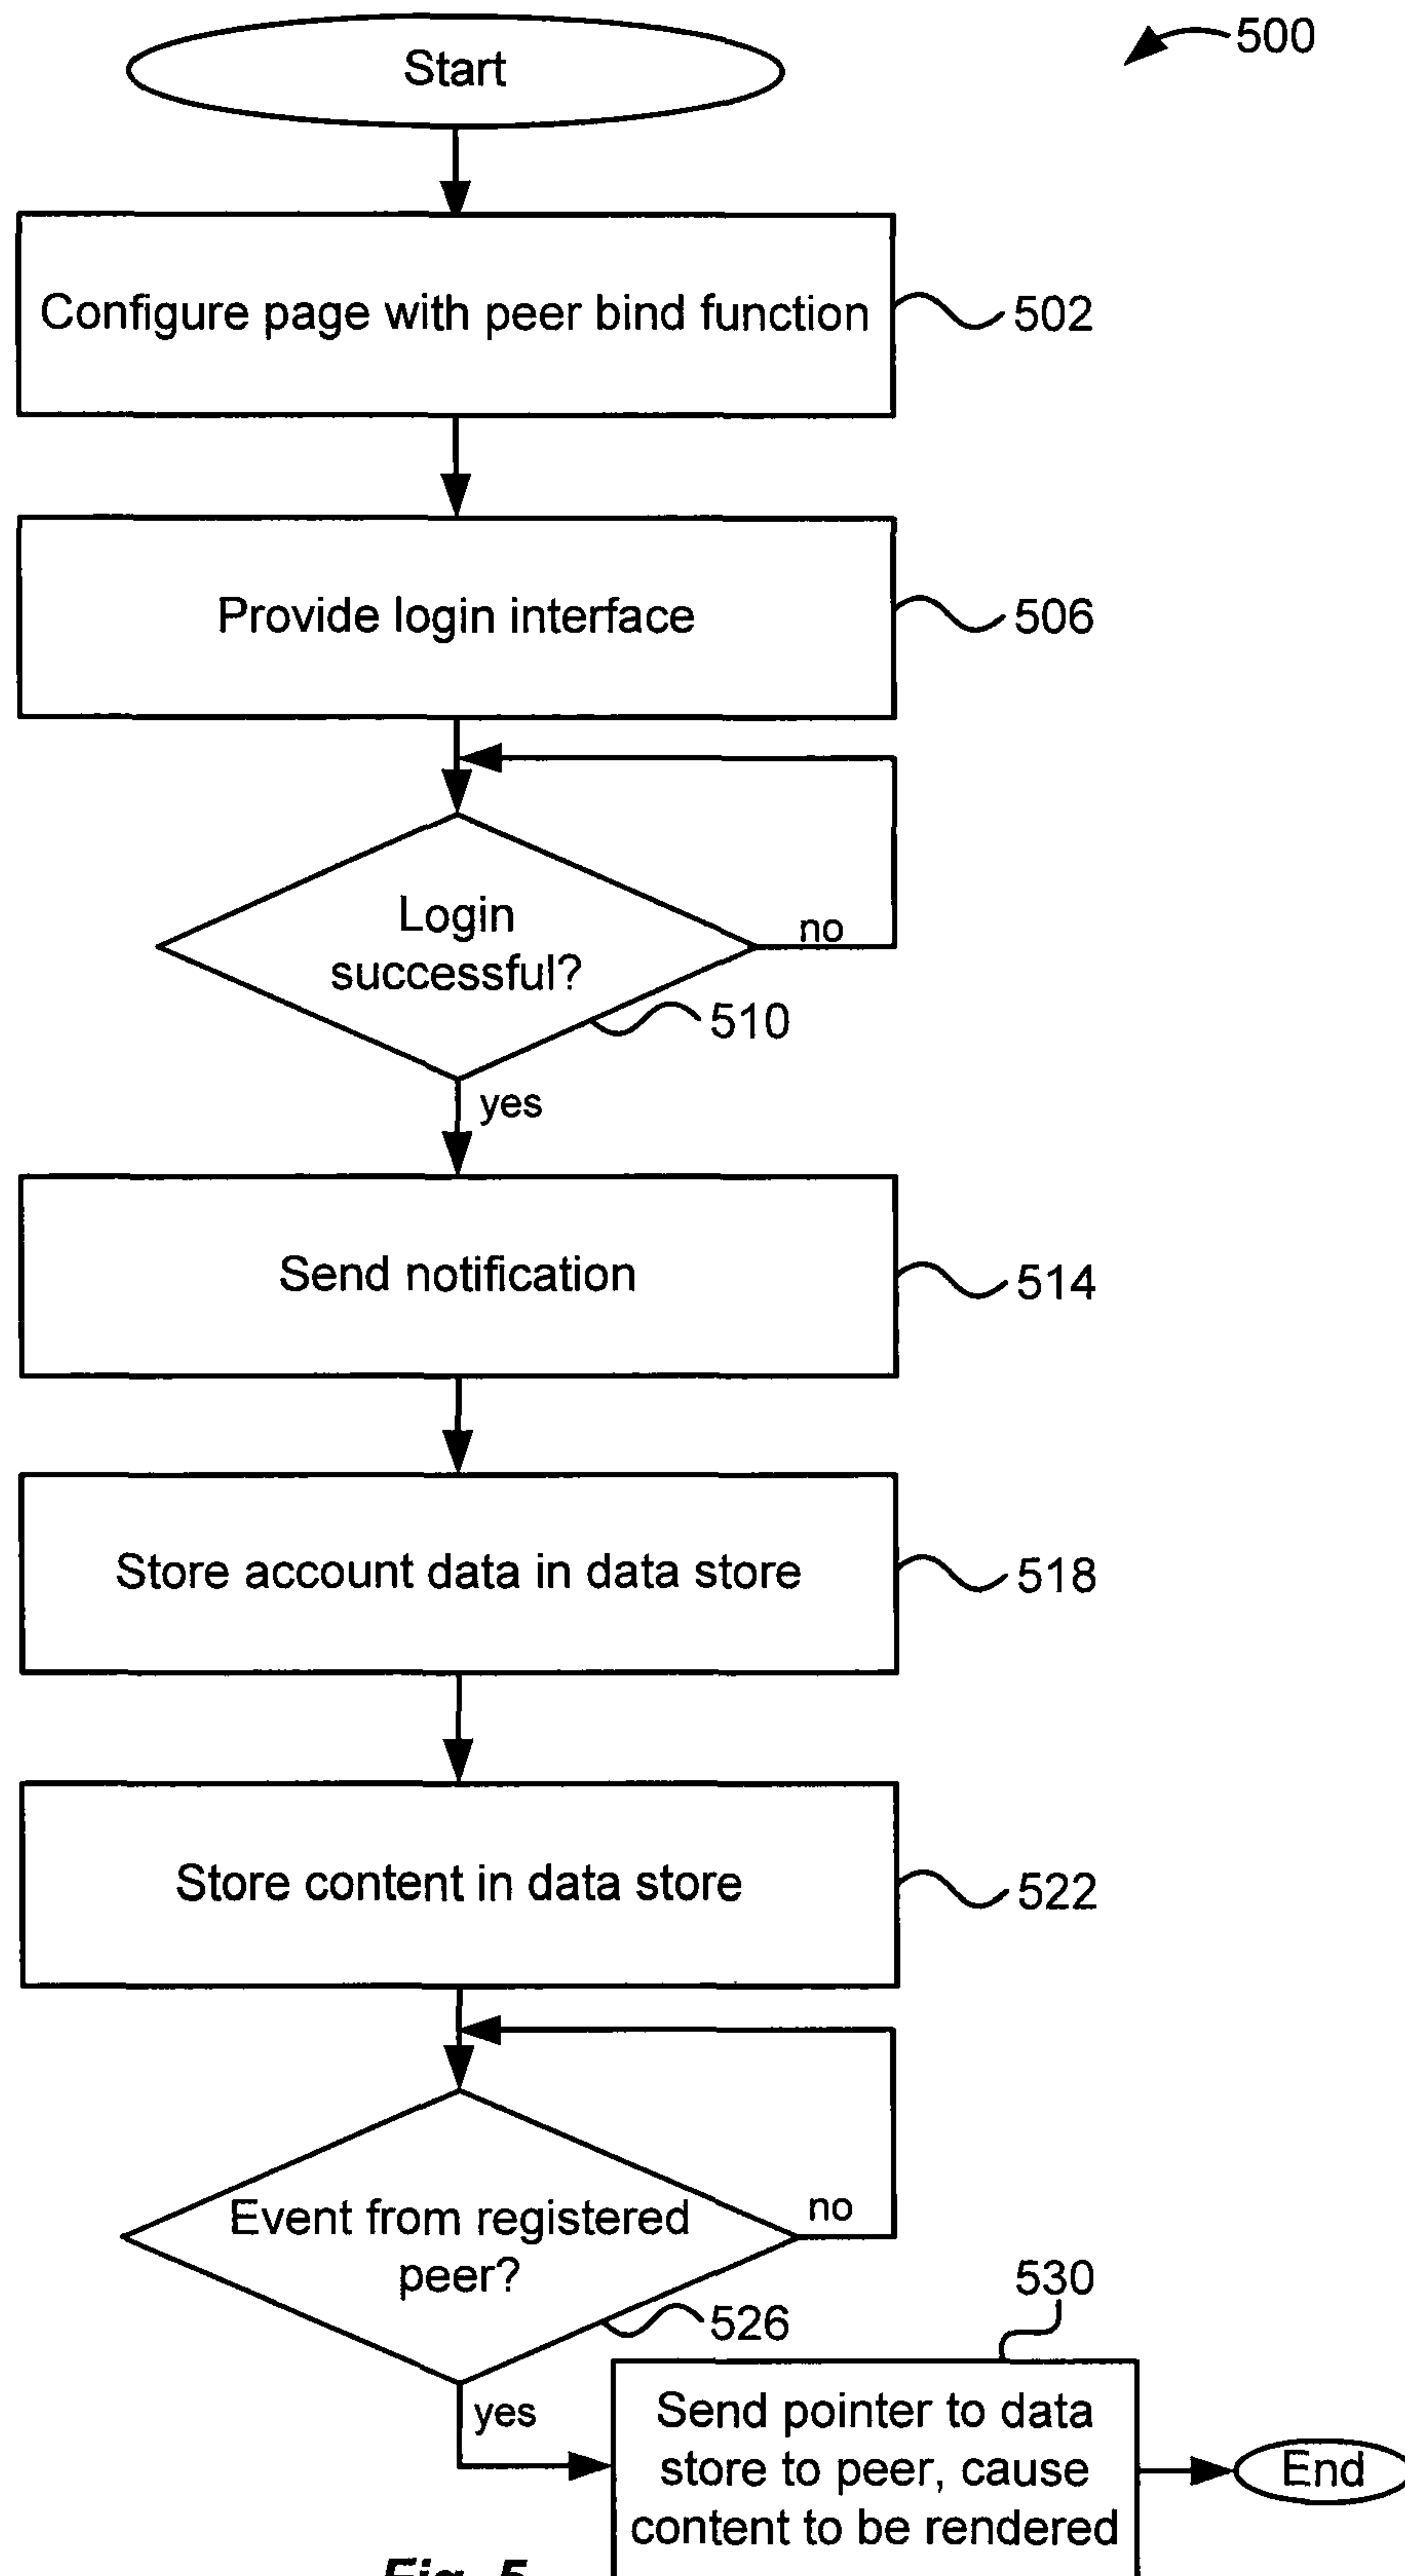 Start
500
Configure page with peer bind function
502
Provide login interface
506
Login
successful?
no
510
yes
Send notification
514
Store account data in data store
518
Store content in data store
522
Event from registered
peer?
no
526
530
yes
Send pointer to data
store to peer, cause
content to be rendered
End
Fig. 5